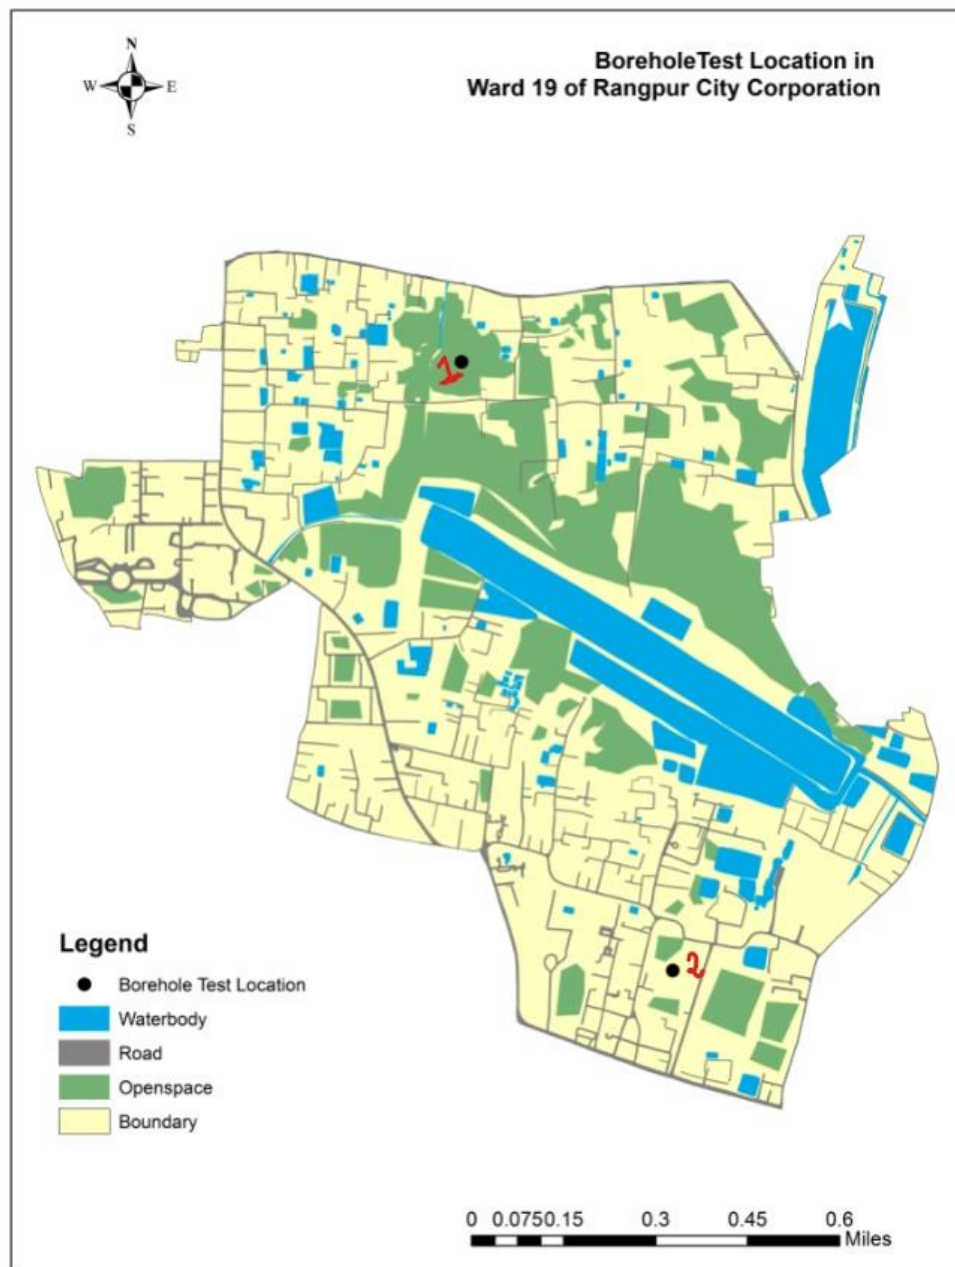 N
W E
S
BoreholeTest Location in
Ward 19 of Rangpur City Corporation
1
2
Legend
Borehole Test Location
Waterbody
Road
Openspace
Boundary
0 0.0750.15 0.3 0.45 0.6
Miles